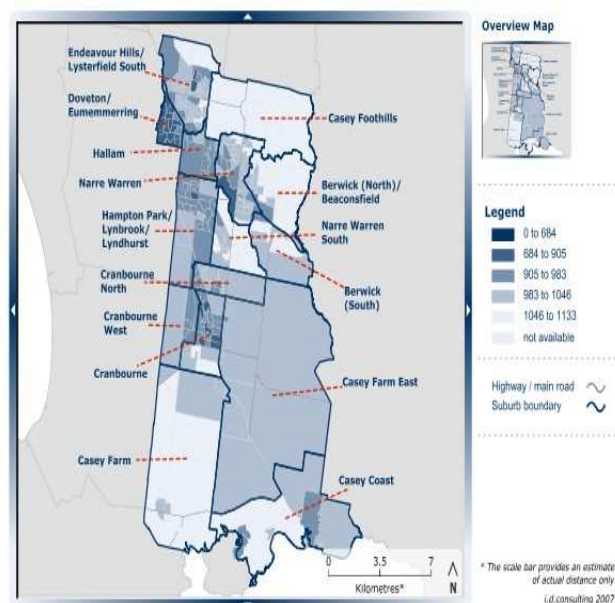 Endeavour Hills/
Lysterfield South
Doveton/
Eumemmerring
Hallam
Narre Warren
Hampton Park/
Lynbrook/
Lyndhurst
Cranbourne
North
Cranbourne
West
Cranbourne
Casey Farm
Casey Foothills
Berwick (North)/
Beaconsfield
Narre Warren
South
Berwick
(South)
Casey Farm East
Casey Coast
0 3.5 7
Kilometres*
N
Overview Map
Legend
0 to 684
684 to 905
905 to 983
983 to 1046
1046 to 1133
not available
Highway / main road
Suburb boundary
* The scale bar provides an estimate
of actual distance only
i.d.consulting 2007